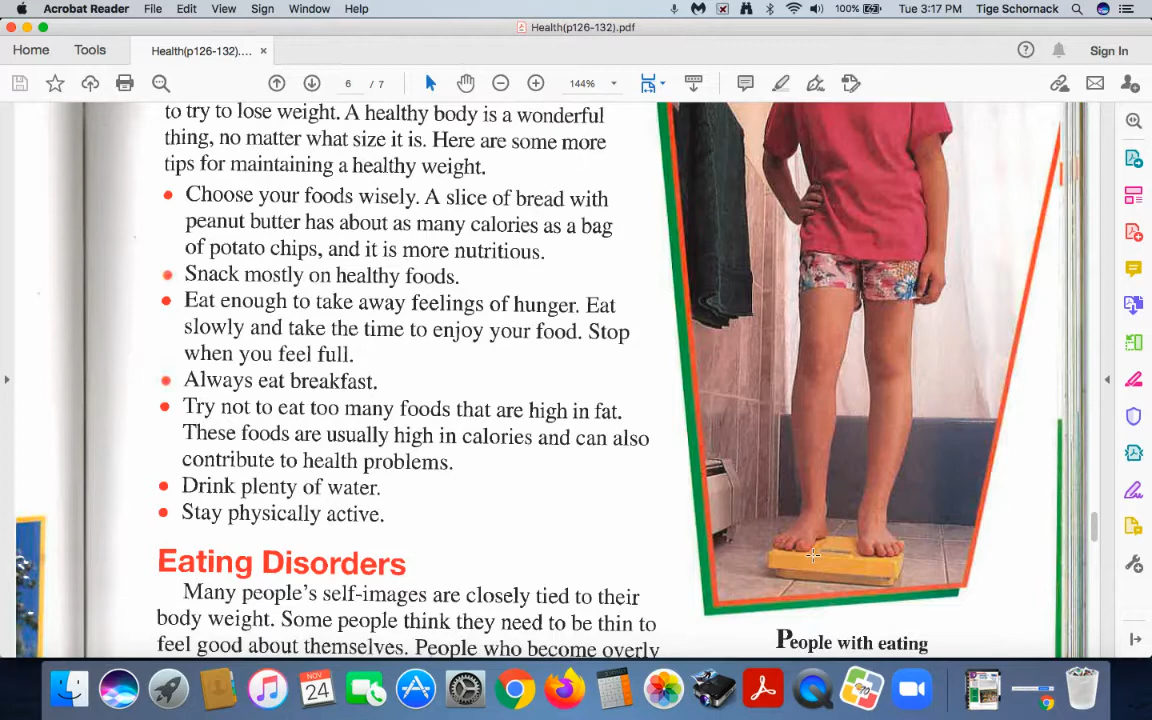 Acrobat Reader File Edit View Sign Window Help 100% Tue 3:17 PM Tige Schornack
Health(p126-132).pdf
Home Tools Health(p126-132).... × Sign In
6 / 7 144%
to try to lose weight. A healthy body is a wonderful
thing, no matter what size it is. Here are some more
tips for maintaining a healthy weight.
• Choose your foods wisely. A slice of bread with
peanut butter has about as many calories as a bag
of potato chips, and it is more nutritious.
• Snack mostly on healthy foods.
• Eat enough to take away feelings of hunger. Eat
slowly and take the time to enjoy your food. Stop
when you feel full.
• Always eat breakfast.
• Try not to eat too many foods that are high in fat.
These foods are usually high in calories and can also
contribute to health problems.
• Drink plenty of water.
• Stay physically active.
Eating Disorders
Many people's self-images are closely tied to their
body weight. Some people think they need to be thin to
feel good about themselves. People who become overly
People with eating
NOV
24